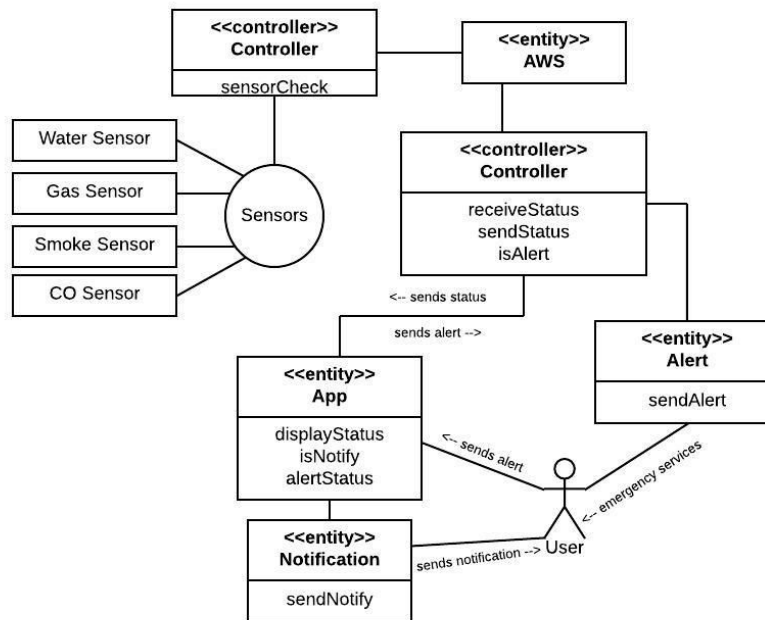 <<controller>>
Controller
sensorCheck
<<entity>>
AWS
Water Sensor
Gas Sensor
Smoke Sensor
CO Sensor
Sensors
<<controller>>
Controller
receiveStatus
sendStatus
isAlert
<-- sends status
sends alert -->
<<entity>>
App
displayStatus
isNotify
alertStatus
<<entity>>
Alert
sendAlert
<-- sends alert
<-- emergency services
User
<<entity>>
Notification
sendNotify
sends notification -->